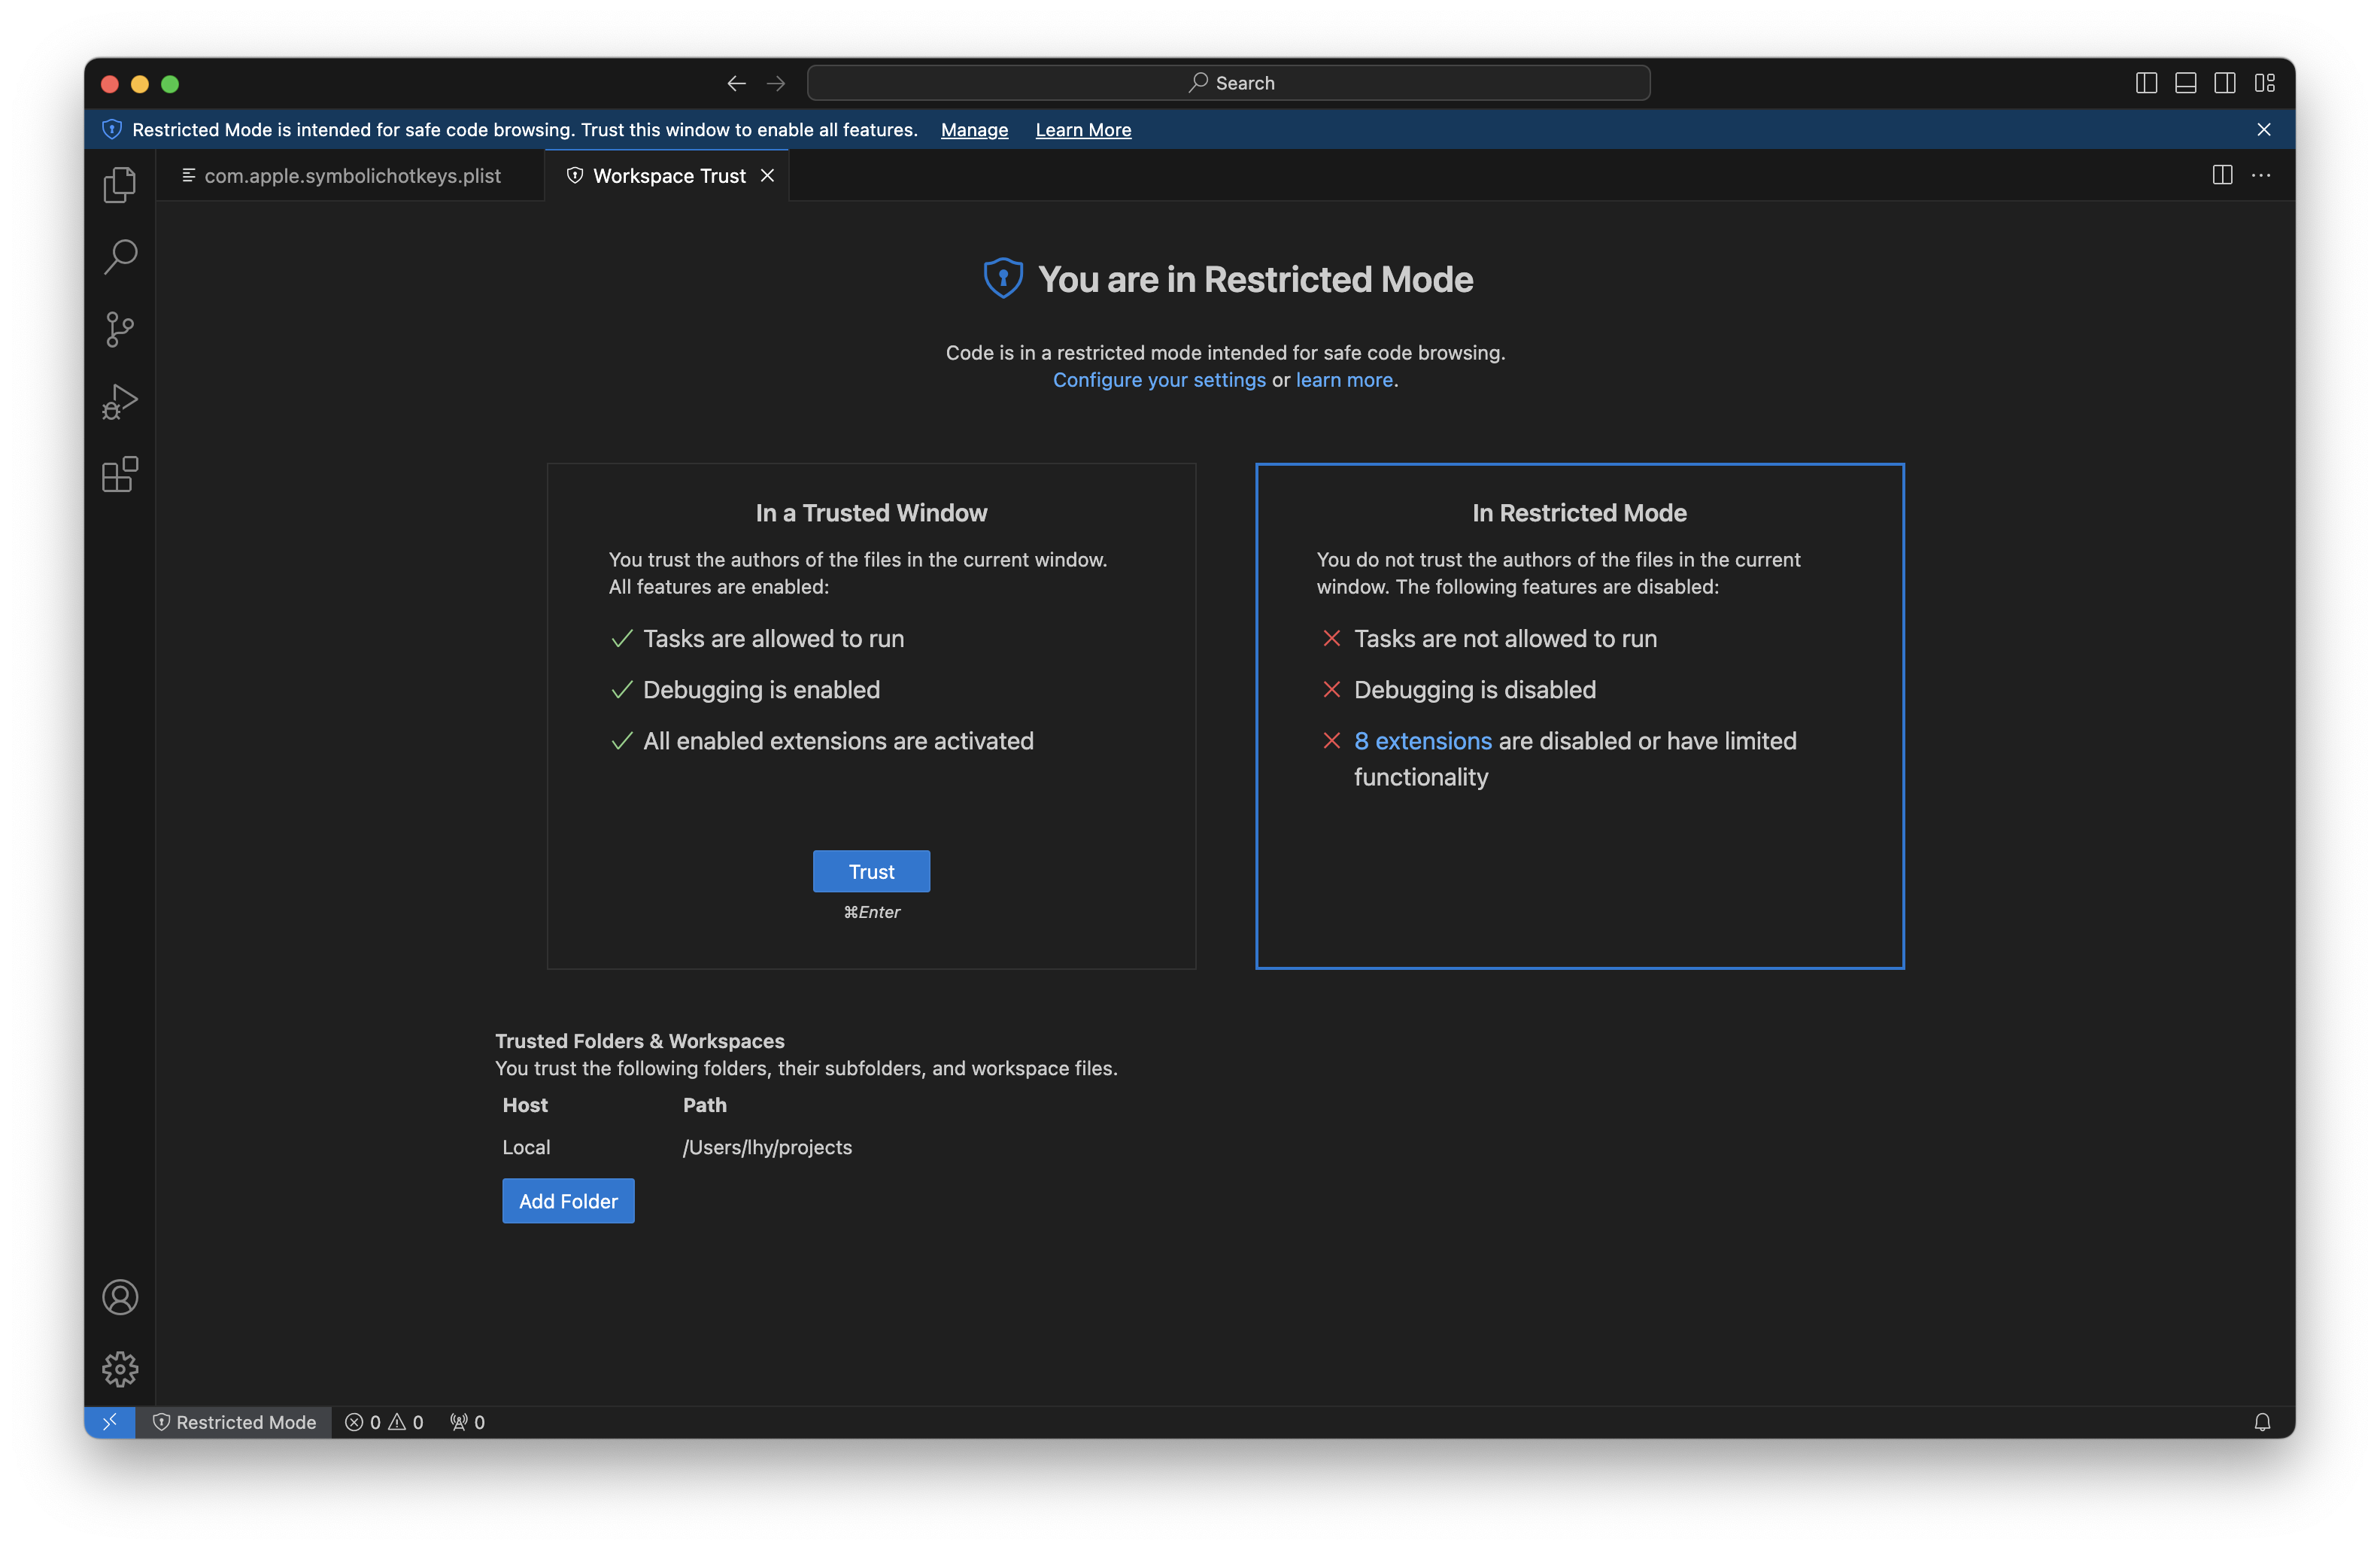 Search
Restricted Mode is intended for safe code browsing. Trust this window to enable all features. Manage Learn More
com.apple.symbolichotkeys.plist Workspace Trust
You are in Restricted Mode
Code is in a restricted mode intended for safe code browsing.
Configure your settings or learn more.
In a Trusted Window
You trust the authors of the files in the current window.
All features are enabled:
Tasks are allowed to run
Debugging is enabled
All enabled extensions are activated
Trust
⌘Enter
In Restricted Mode
You do not trust the authors of the files in the current
window. The following features are disabled:
Tasks are not allowed to run
Debugging is disabled
8 extensions are disabled or have limited
functionality
Trusted Folders & Workspaces
You trust the following folders, their subfolders, and workspace files.
Host Path
Local /Users/lhy/projects
Add Folder
Restricted Mode 0 0 0